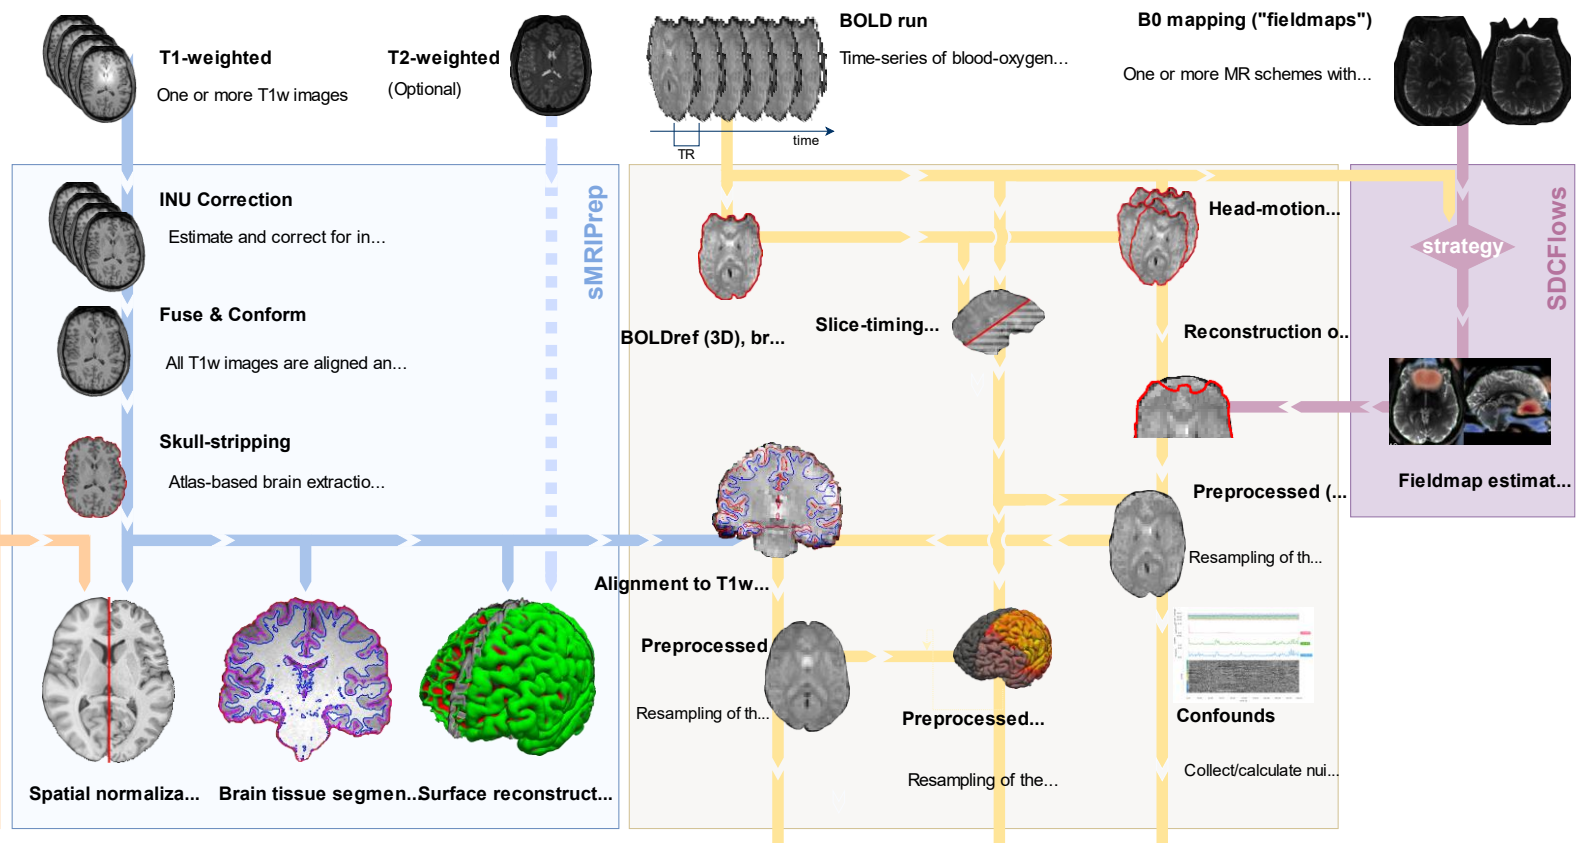 T1-weighted
One or more T1w images
T2-weighted
(Optional)
BOLD run
Time-series of blood-oxygen...
TR
time
B0 mapping ("fieldmaps")
One or more MR schemes with...
sMRIPrep
INU Correction
Estimate and correct for in...
Fuse & Conform
All T1w images are aligned an...
Skull-stripping
Atlas-based brain extractio...
Spatial normaliza...
Brain tissue segmen...
Surface reconstruct...
Head-motion...
BOLDref (3D), br...
Slice-timing...
Reconstruction o..
Preprocessed (...
Resampling of th...
Alignment to T1w...
Preprocessed
Resampling of th...
Preprocessed...
Resampling of the...
Confounds
Collect/calculate nui...
SDCFlows
strategy
Fieldmap estimat...